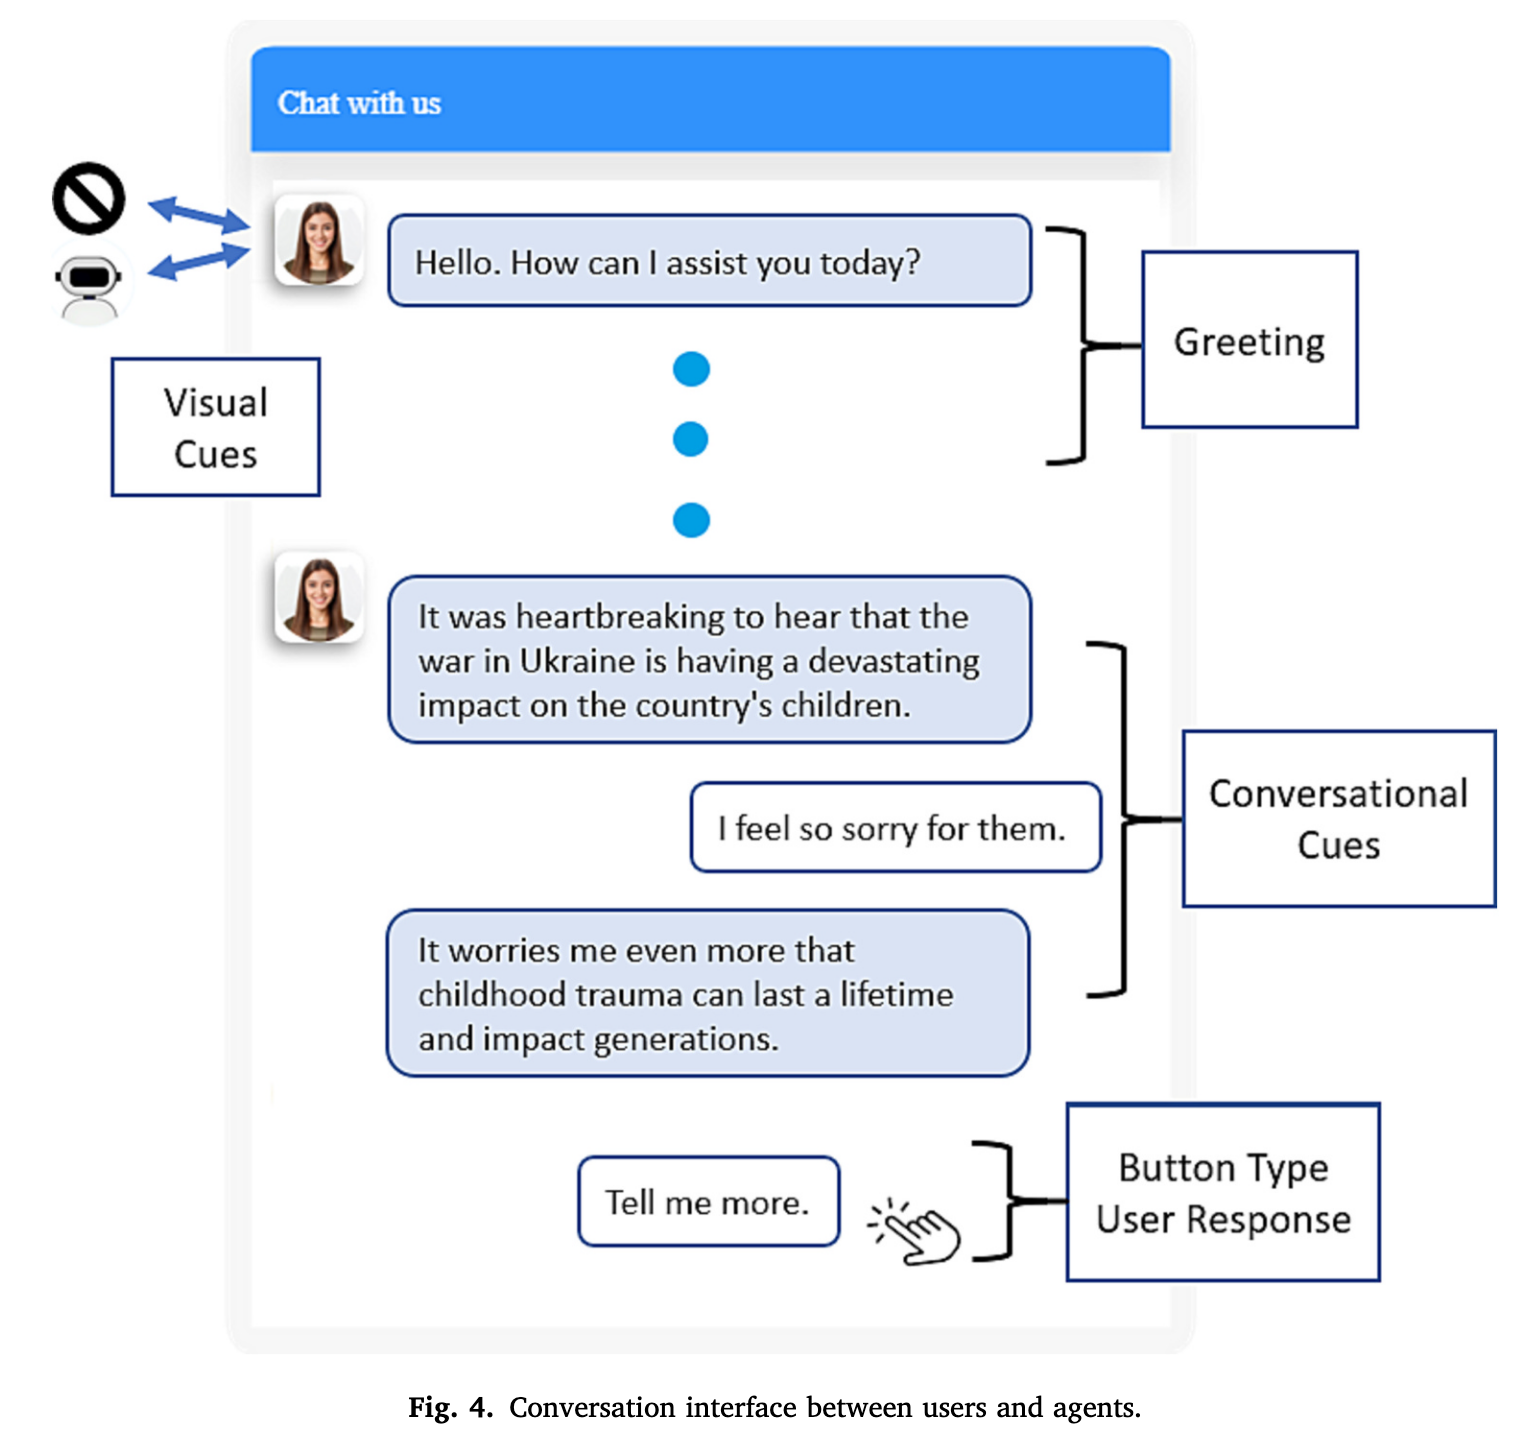 Chat with us
Hello. How can I assist you today?
Greeting
Visual
Cues
It was heartbreaking to hear that the
war in Ukraine is having a devastating
impact on the country's children.
I feel so sorry for them.
Conversational
Cues
It worries me even more that
childhood trauma can last a lifetime
and impact generations.
Tell me more.
Button Type
User Response
Fig. 4. Conversation interface between users and agents.